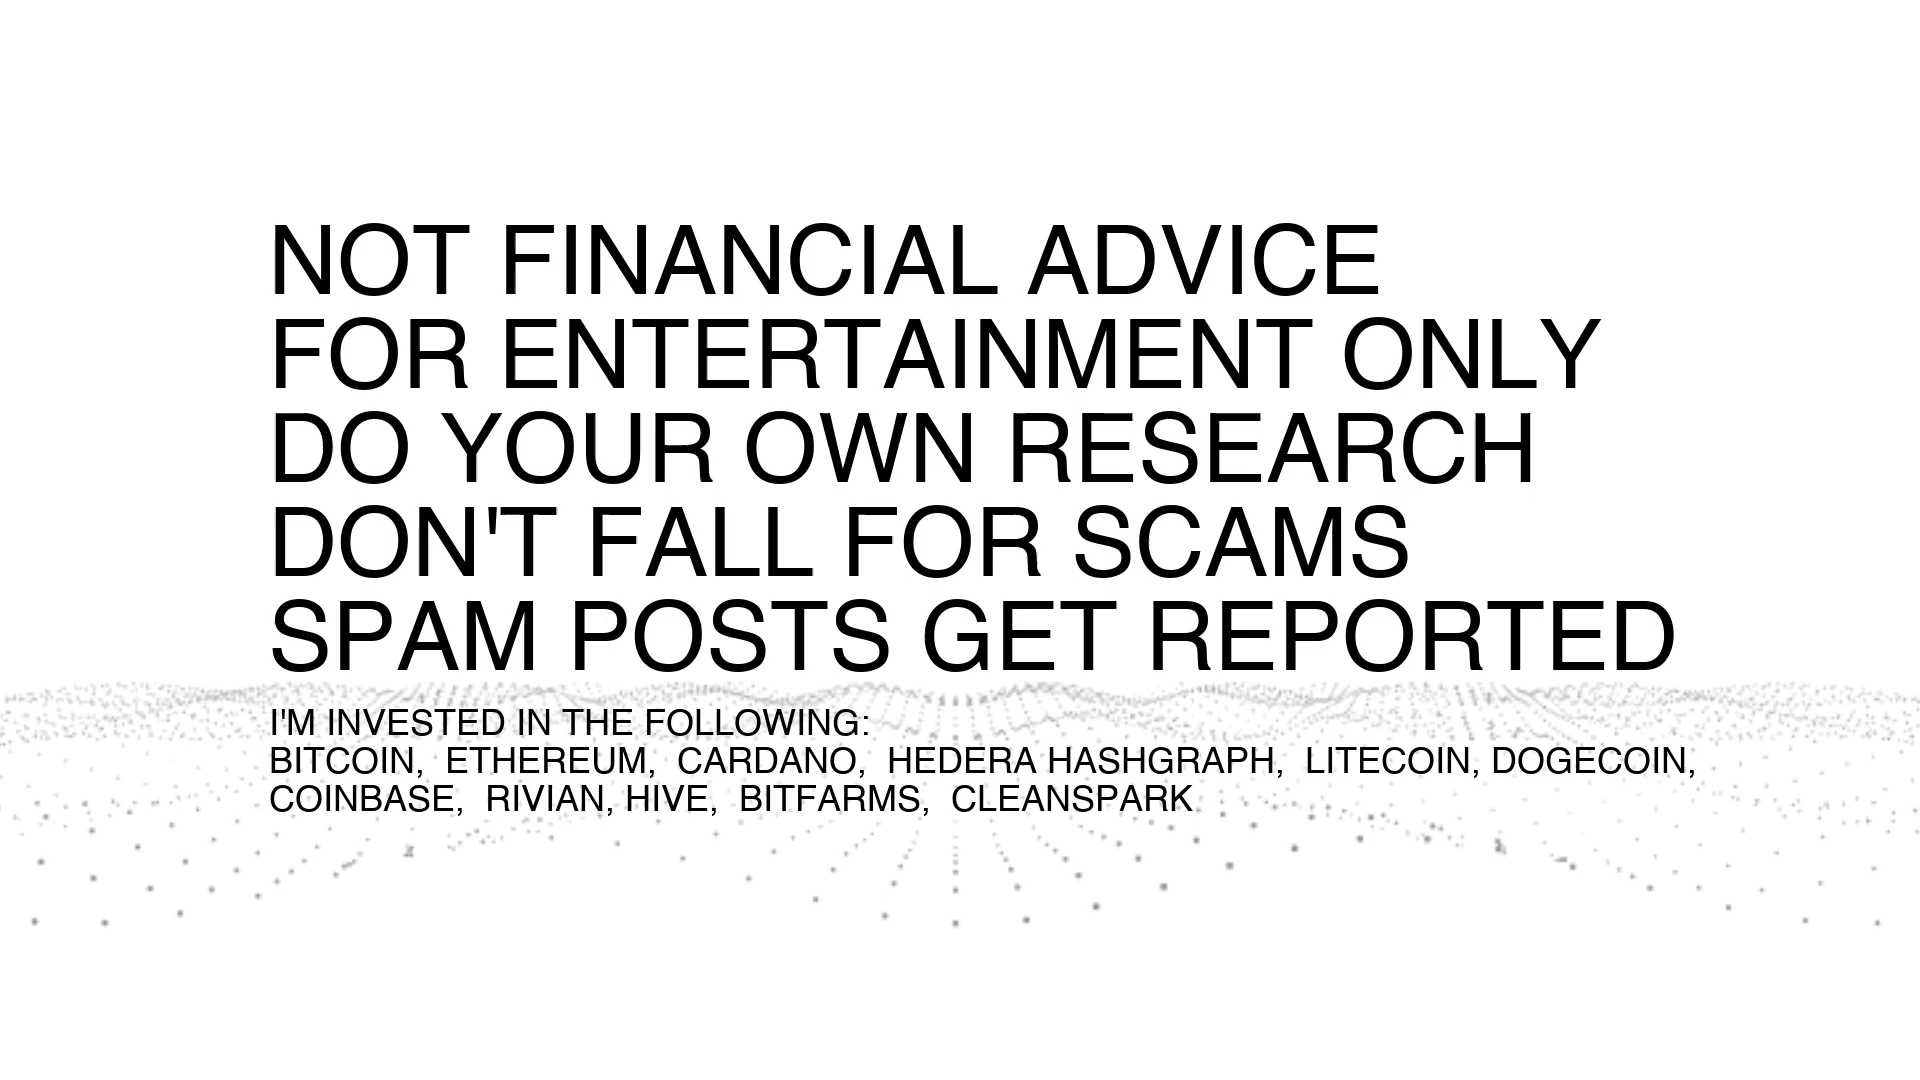 NOT FINANCIAL ADVICE
FOR ENTERTAINMENT ONLY
DO YOUR OWN RESEARCH
DON'T FALL FOR SCAMS
SPAM POSTS GET REPORTED
I'M INVESTED IN THE FOLLOWING:
BITCOIN,  ETHEREUM,  CARDANO,  HEDERA HASHGRAPH,  LITECOIN, DOGECOIN,
COINBASE,  RIVIAN, HIVE,  BITFARMS,  CLEANSPARK